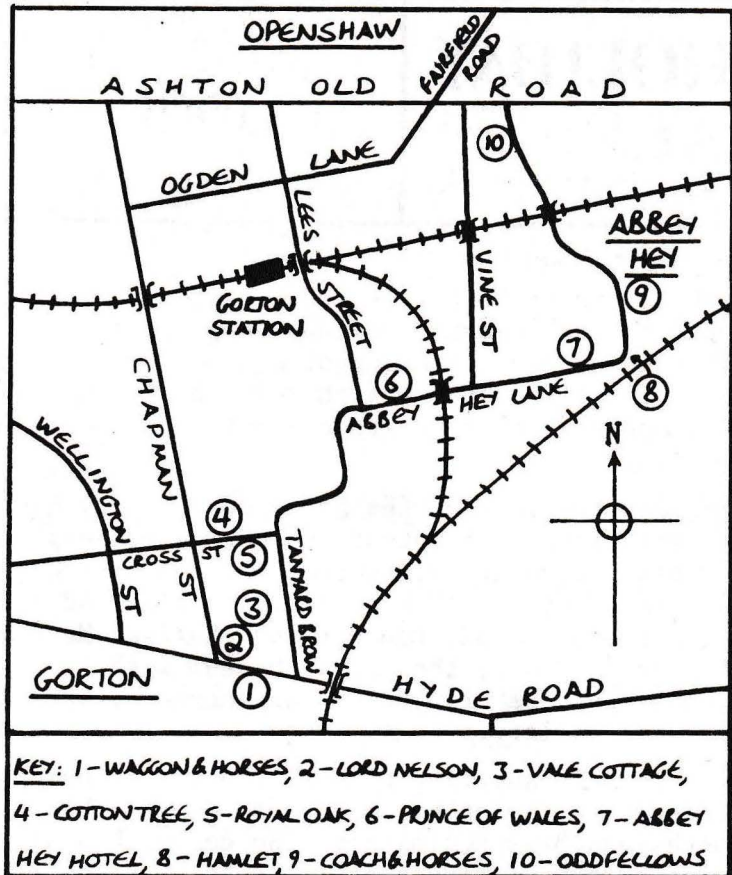 OPENSHAW
FAIRFIELD
ROAD
ASHTON OLD ROAD
10
OGDEN LANE
LEES
STREET
ABBEY
HEY
9
GORTON
STATION
VINE ST
7
6
8
ABBEY HEY LANE
CHAPMAN
ST
N
WELLINGTON
ST
4
CROSS ST
5
TANYARD BROW
3
2
GORTON
1
HYDE ROAD
KEY: 1-WAGGON & HORSES, 2-LORD NELSON, 3-VALE COTTAGE,
4-COTTON TREE, 5-ROYAL OAK, 6-PRINCE OF WALES, 7-ABBEY
HEY HOTEL, 8-HAMLET, 9-COACH & HORSES, 10-ODDFELLOWS